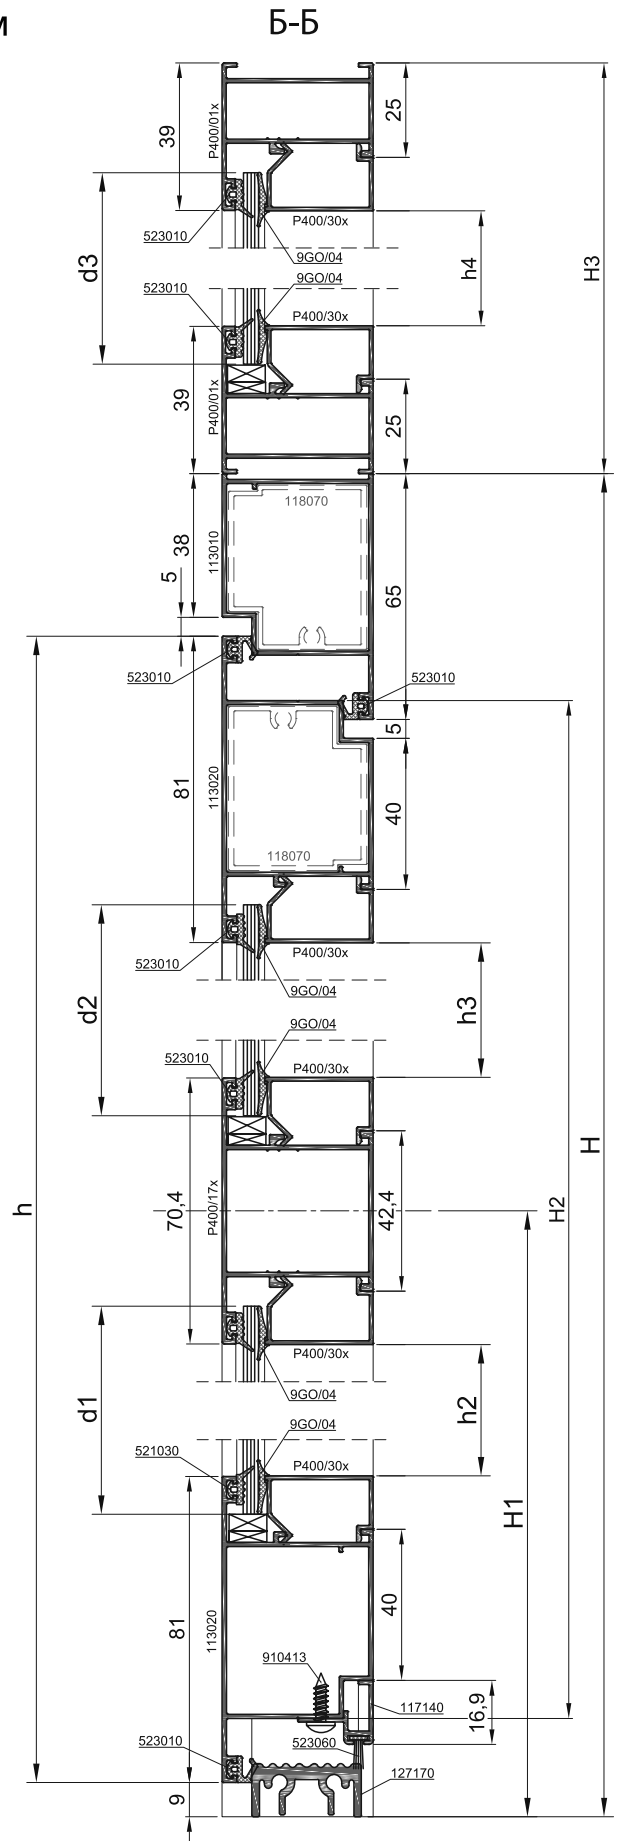 м
Б-Б
39
P400/01x
25
d3
523010
P400/30x
9GO/04
h4
H3
9GO/04
523010
P400/30x
39
P400/01x
25
118070
38
113010
5
65
523010
523010
5
81
113020
40
118070
523010
P400/30x
d2
9GO/04
h3
9GO/04
523010
P400/30x
H
h
70,4
P400/17x
42,4
H2
P400/30x
d1
9GO/04
h2
9GO/04
521030
P400/30x
H1
81
113020
40
910413
117140
16,9
523010
523060
127170
9